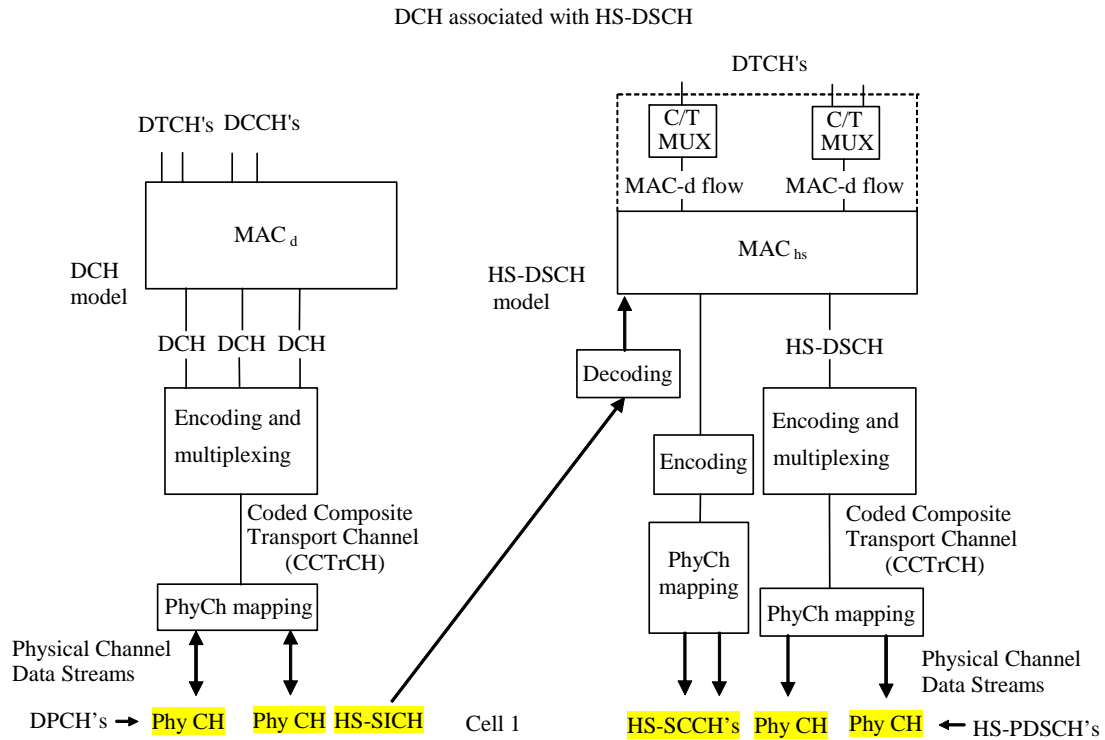 DCH associated with HS-DSCH
DTCH's
DTCH's DCCH's
C/T
MUX
C/T
MUX
MAC-d flow
MAC-d flow
MAC d
MAC hs
DCH
model
HS-DSCH
model
DCH DCH DCH
HS-DSCH
Decoding
Encoding and
multiplexing
Encoding
Encoding and
multiplexing
Coded Composite
Transport Channel
(CCTrCH)
Coded Composite
Transport Channel
(CCTrCH)
PhyCh
mapping
PhyCh mapping
PhyCh mapping
Physical Channel
Data Streams
Physical Channel
Data Streams
DPCH's Phy CH Phy CH HS-SICH Cell 1 HS-SCCH's Phy CH Phy CH HS-PDSCH's